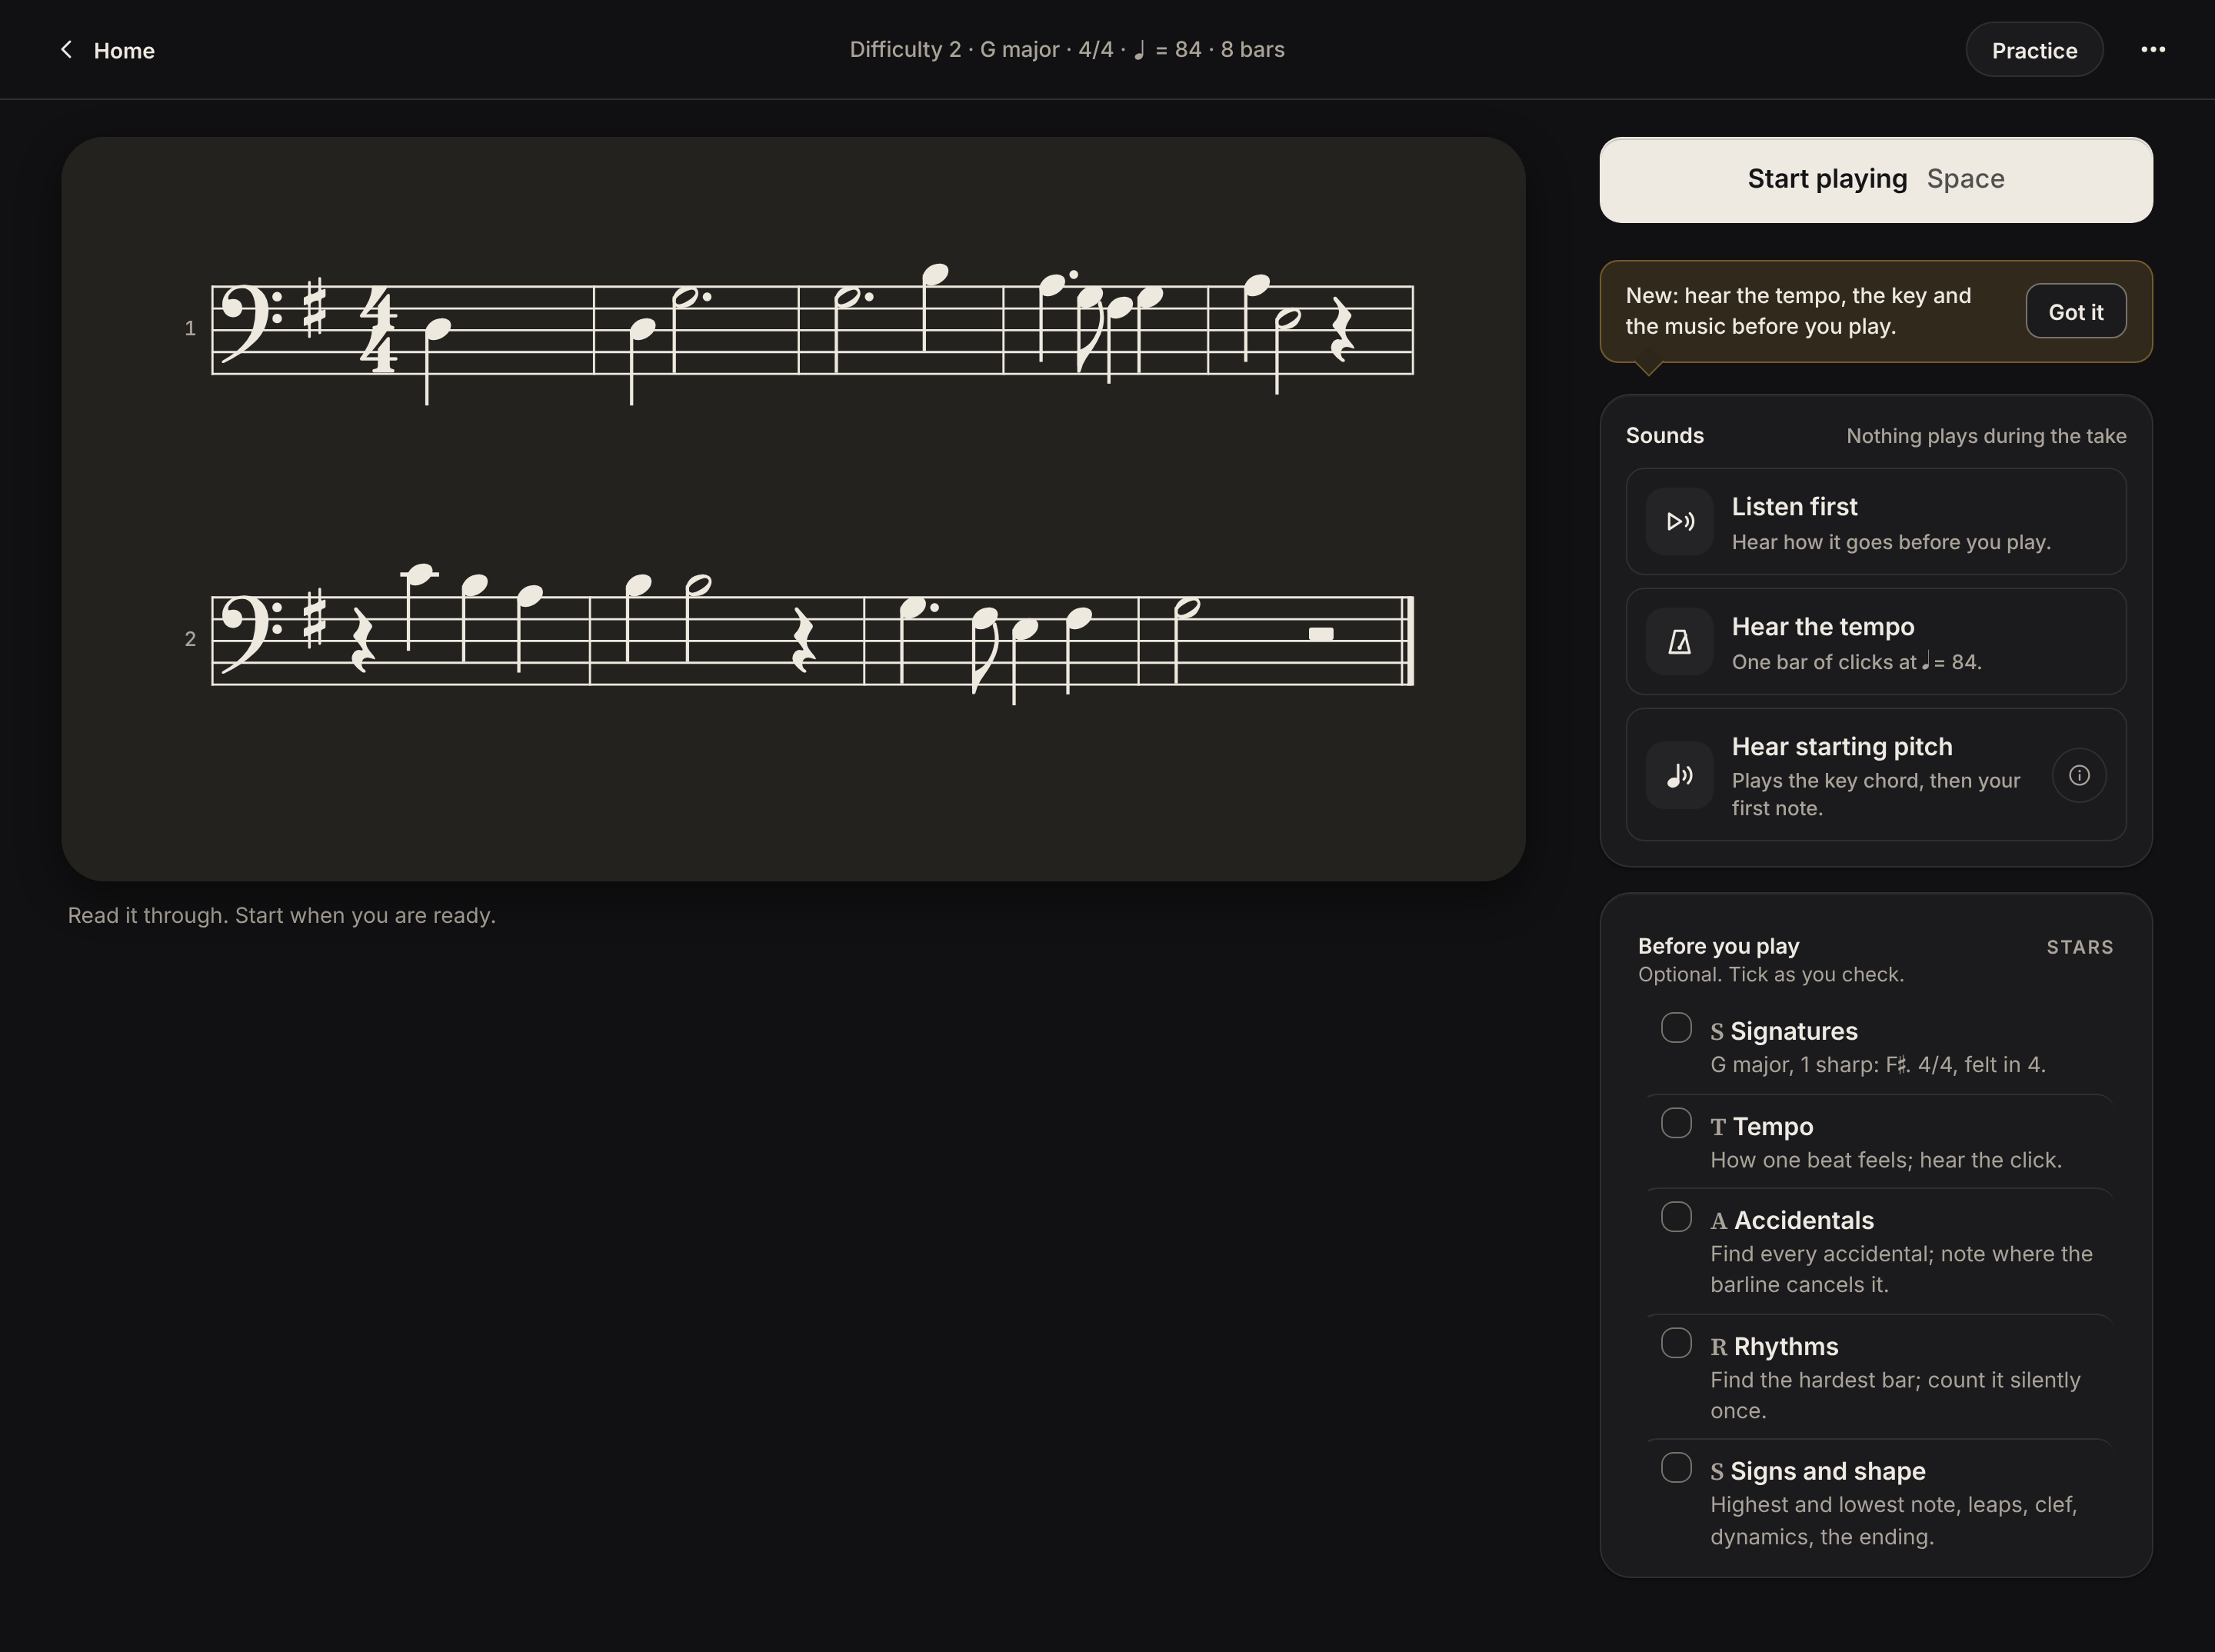 Home
Difficulty 2 · G major · 4/4 · ♩ = 84 · 8 bars
Practice
Start playing Space
New: hear the tempo, the key and
the music before you play.
Got it
Sounds
Nothing plays during the take
Listen first
Hear how it goes before you play.
Hear the tempo
One bar of clicks at ♩ = 84.
Hear starting pitch
Plays the key chord, then your
first note.
1
4
4
2
Read it through. Start when you are ready.
Before you play
STARS
Optional. Tick as you check.
S Signatures
G major, 1 sharp: F♯. 4/4, felt in 4.
T Tempo
How one beat feels; hear the click.
A Accidentals
Find every accidental; note where the
barline cancels it.
R Rhythms
Find the hardest bar; count it silently
once.
S Signs and shape
Highest and lowest note, leaps, clef,
dynamics, the ending.